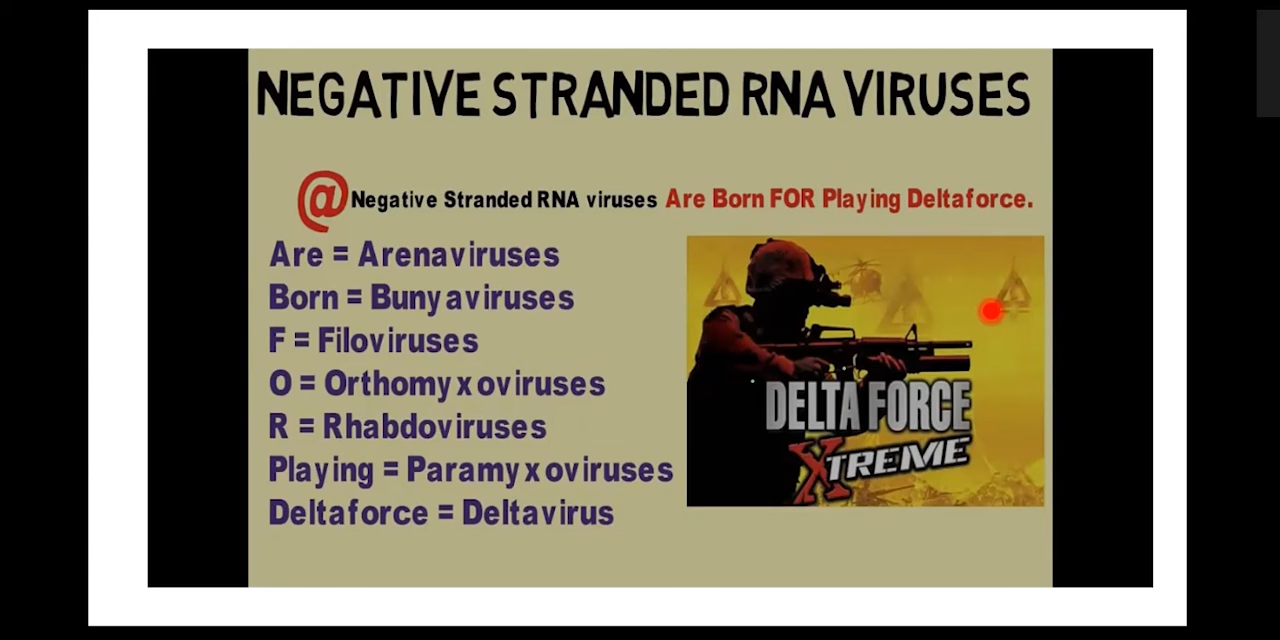 NEGATIVE STRANDED RNA VIRUSES
@Negative Stranded RNA viruses Are Born FOR Playing Deltaforce.
Are = Arenaviruses
Born = Bunyaviruses
F = Filoviruses
O = Orthomyxoviruses
R = Rhabdoviruses
Playing = Paramyxoviruses
Deltaforce = Deltavirus
DELTA FORCE
XTREME